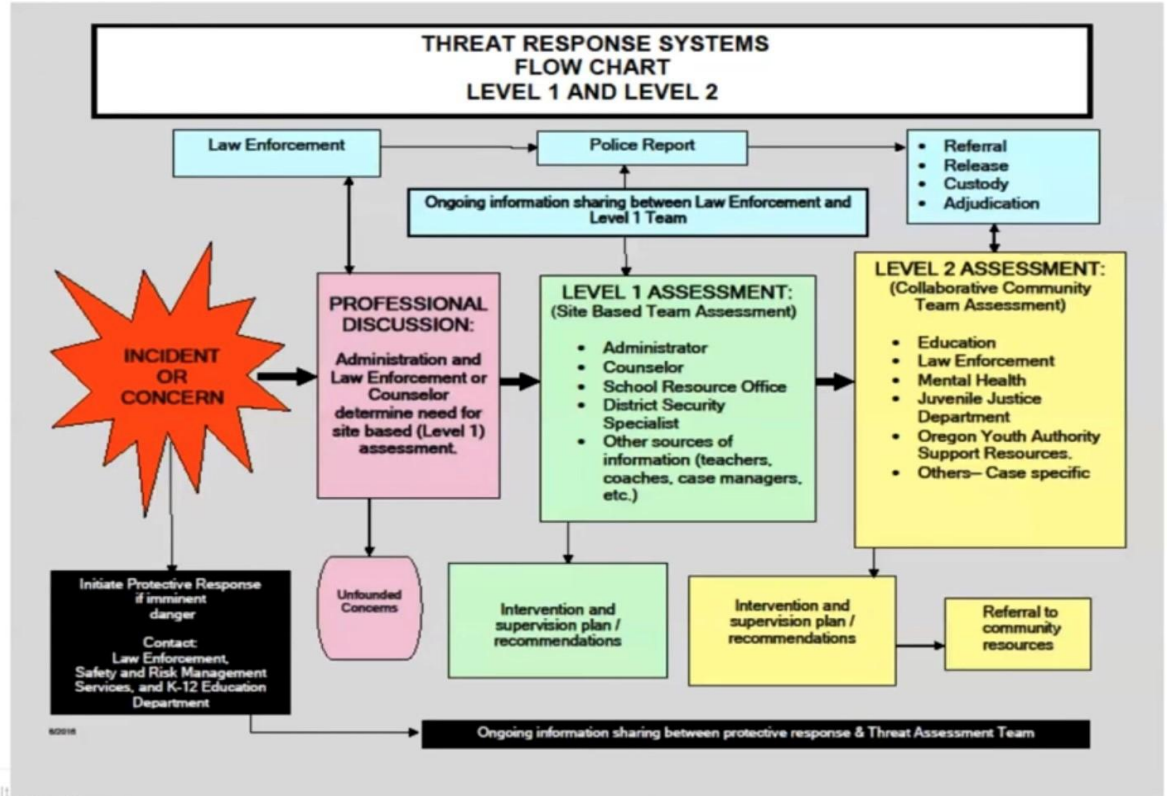 THREAT RESPONSE SYSTEMS
FLOW CHART
LEVEL 1 AND LEVEL 2
Law Enforcement
Police Report
• Referral
• Release
• Custody
• Adjudication
Ongoing information sharing between Law Enforcement and
Level 1 Team
INCIDENT
OR
CONCERN
PROFESSIONAL
DISCUSSION:
Administration and
Law Enforcement or
Counselor
determine need for
site based (Level 1)
assessment.
LEVEL 1 ASSESSMENT:
(Site Based Team Assessment)
• Administrator
• Counselor
• School Resource Office
• District Security
Specialist
• Other sources of
information (teachers,
coaches, case managers,
etc.)
LEVEL 2 ASSESSMENT:
(Collaborative Community
Team Assessment)
• Education
• Law Enforcement
• Mental Health
• Juvenile Justice
Department
• Oregon Youth Authority
Support Resources.
• Others– Case specific
Initiate Protective Response
if imminent
danger
Contact:
Law Enforcement,
Safety and Risk Management
Services, and K-12 Education
Department
Unfounded
Concerns
Intervention and
supervision plan /
recommendations
Intervention and
supervision plan /
recommendations
Referral to
community
resources
Ongoing information sharing between protective response & Threat Assessment Team